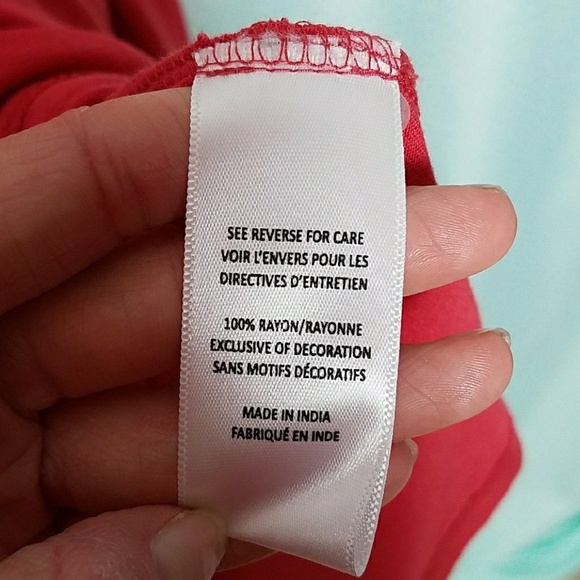 SEE REVERSE FOR CARE
VOIR L'ENVERS POUR LES
DIRECTIVES D'ENTRETIEN
100% RAYON/RAYONNE
EXCLUSIVE OF DECORATION
SANS MOTIFS DÉCORATIFS
MADE IN INDIA
FABRIQUÉ EN INDE